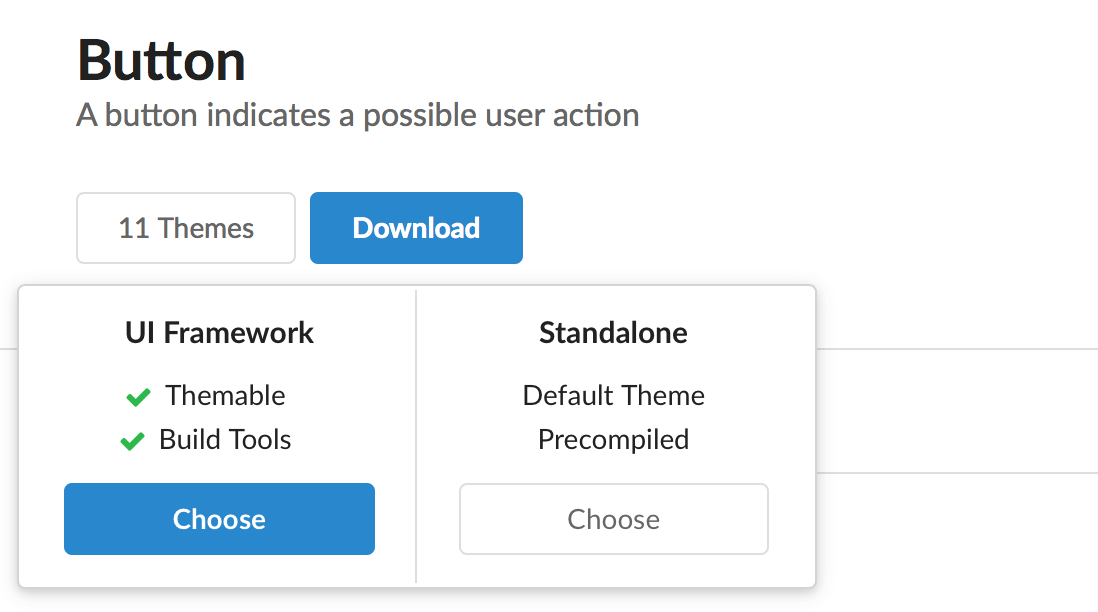 Button
A button indicates a possible user action
11 Themes
Download
UI Framework
Themable
Build Tools
Choose
Standalone
Default Theme
Precompiled
Choose